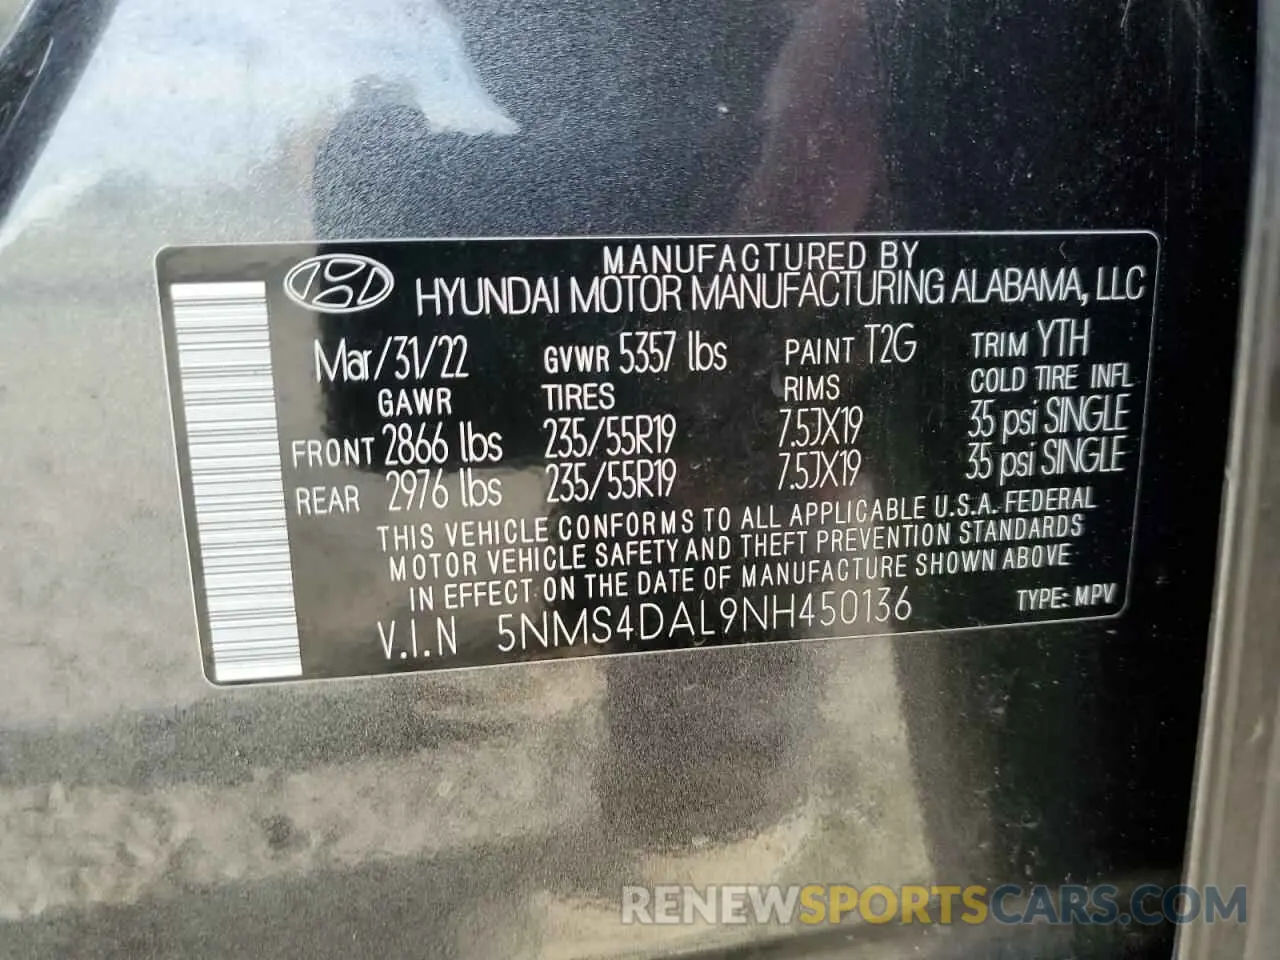 MANUFACTURED BY
HYUNDAI MOTOR MANUFACTURING ALABAMA, LLC
Mar/31/22 GVWR 5357 lbs PAINT T2G TRIM YTH
GAWR TIRES RIMS COLD TIRE INFL
FRONT 2866 lbs 235/55R19 7.5JX19 35 psi SINGLE
REAR 2976 lbs 235/55R19 7.5JX19 35 psi SINGLE
THIS VEHICLE CONFORMS TO ALL APPLICABLE U.S.A. FEDERAL
MOTOR VEHICLE SAFETY AND THEFT PREVENTION STANDARDS
IN EFFECT ON THE DATE OF MANUFACTURE SHOWN ABOVE
V.I.N 5NMS4DAL9NH450136 TYPE: MPV
RENEWSPORTSCARS.COM